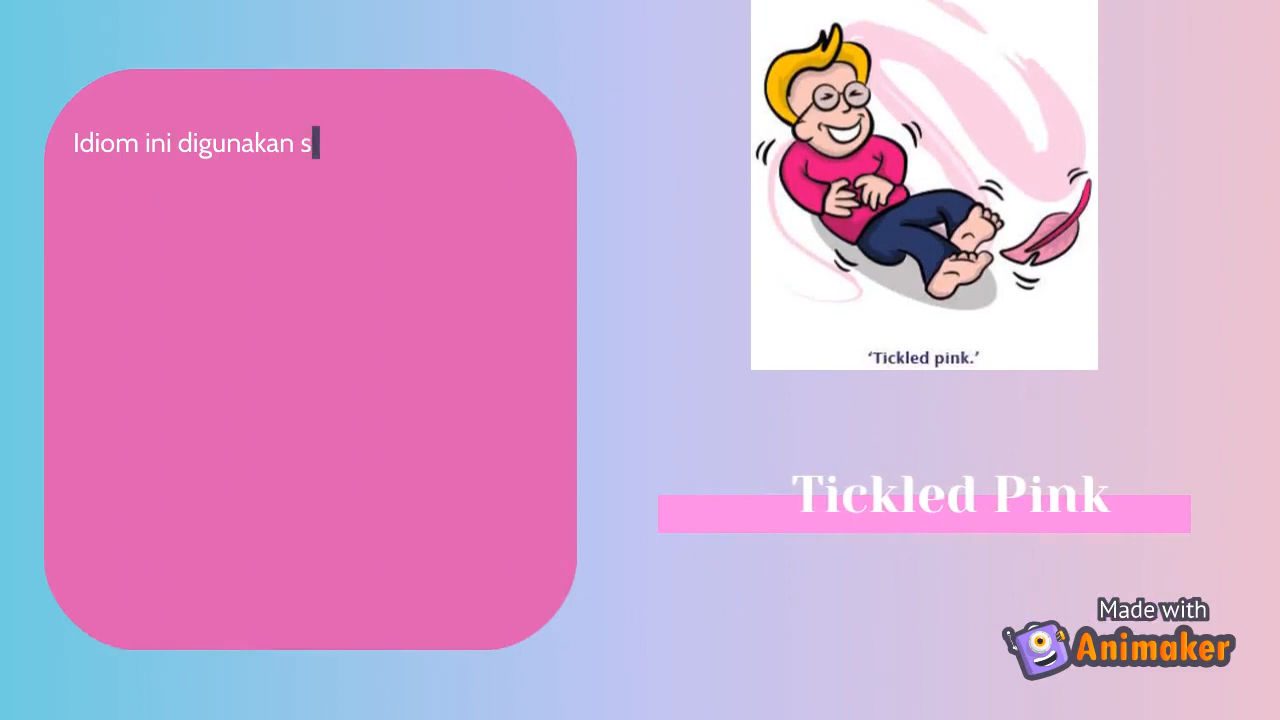 Idiom ini digunakan s
'Tickled pink.'
Tickled Pink
Made with
Animaker